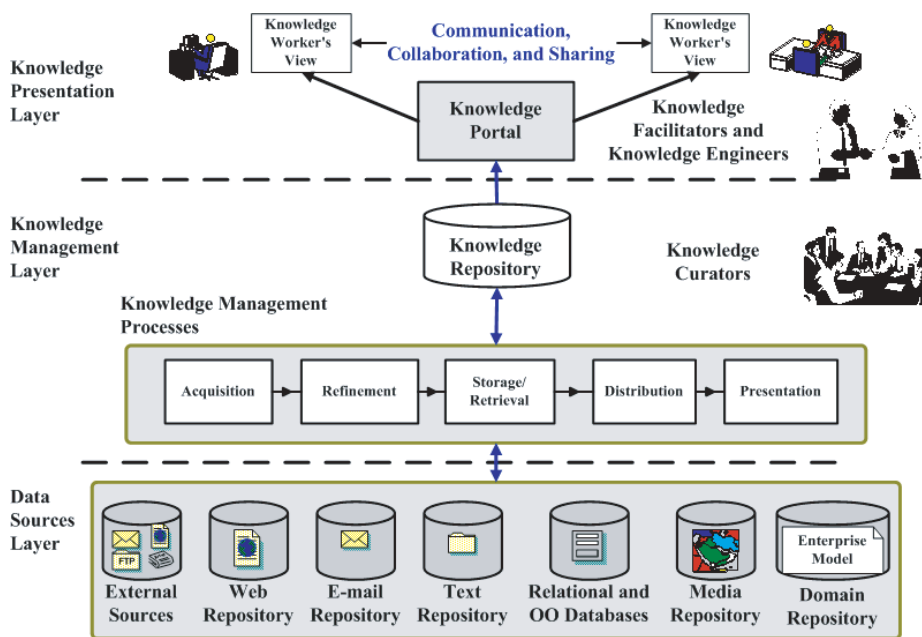 Knowledge
Worker's
View
Communication,
Collaboration, and Sharing
Knowledge
Worker's
View
Knowledge
Presentation
Layer
Knowledge
Portal
Knowledge
Facilitators and
Knowledge Engineers
Knowledge
Management
Layer
Knowledge
Repository
Knowledge
Curators
Knowledge Management
Processes
Acquisition
Refinement
Storage/
Retrieval
Distribution
Presentation
Data
Sources
Layer
FTP
Enterprise
Model
External
Sources
Web
Repository
E-mail
Repository
Text
Repository
Relational and
OO Databases
Media
Repository
Domain
Repository